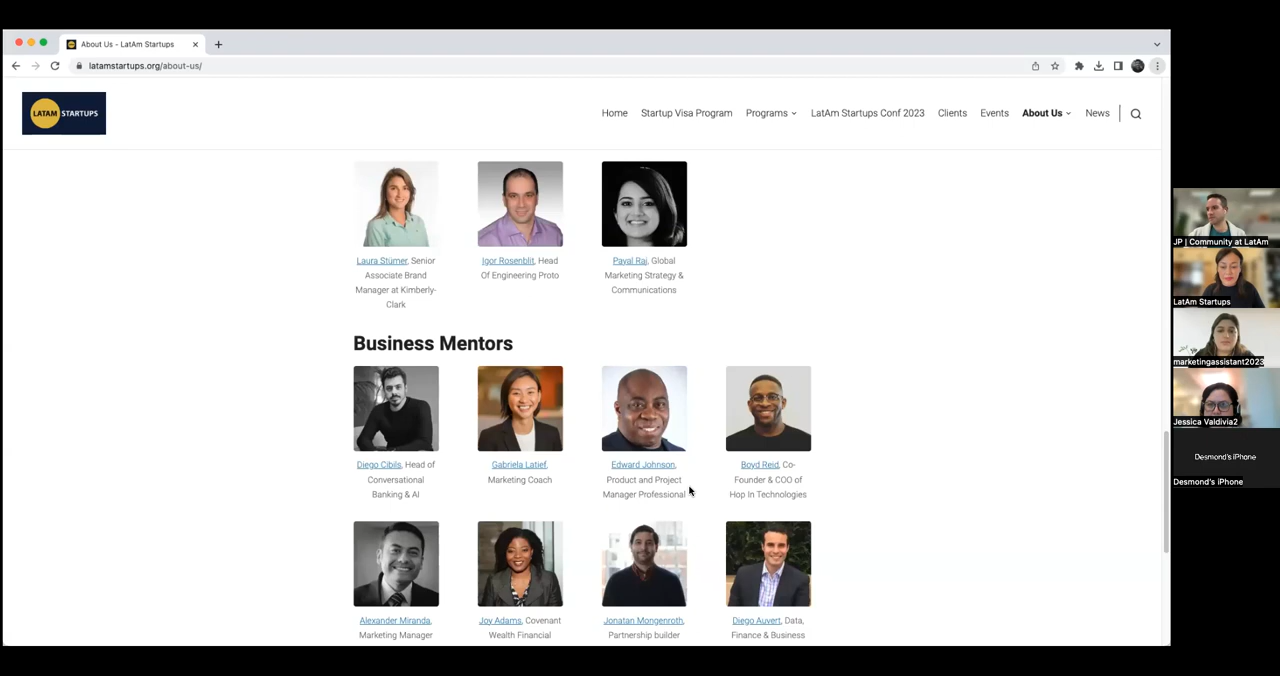 About Us - LatAm Startups
latamstartups.org/about-us/
LATAM STARTUPS
Home Startup Visa Program Programs LatAm Startups Conf 2023 Clients Events About Us News
Laura Stümer, Senior
Associate Brand
Manager at Kimberly-
Clark
Igor Rosenblit, Head
Of Engineering Proto
Payal Raj, Global
Marketing Strategy &
Communications
Business Mentors
Diego Cibils, Head of
Conversational
Banking & AI
Gabriela Latief,
Marketing Coach
Edward Johnson,
Product and Project
Manager Professional
Boyd Reid, Co-
Founder & COO of
Hop In Technologies
Alexander Miranda,
Marketing Manager
Joy Adams, Covenant
Wealth Financial
Jonatan Mongenroth,
Partnership builder
Diego Auvert, Data,
Finance & Business
JP | Community at LatAm
LatAm Startups
marketingassistant2023
Jessica Valdivia2
Desmond's iPhone
Desmond's iPhone